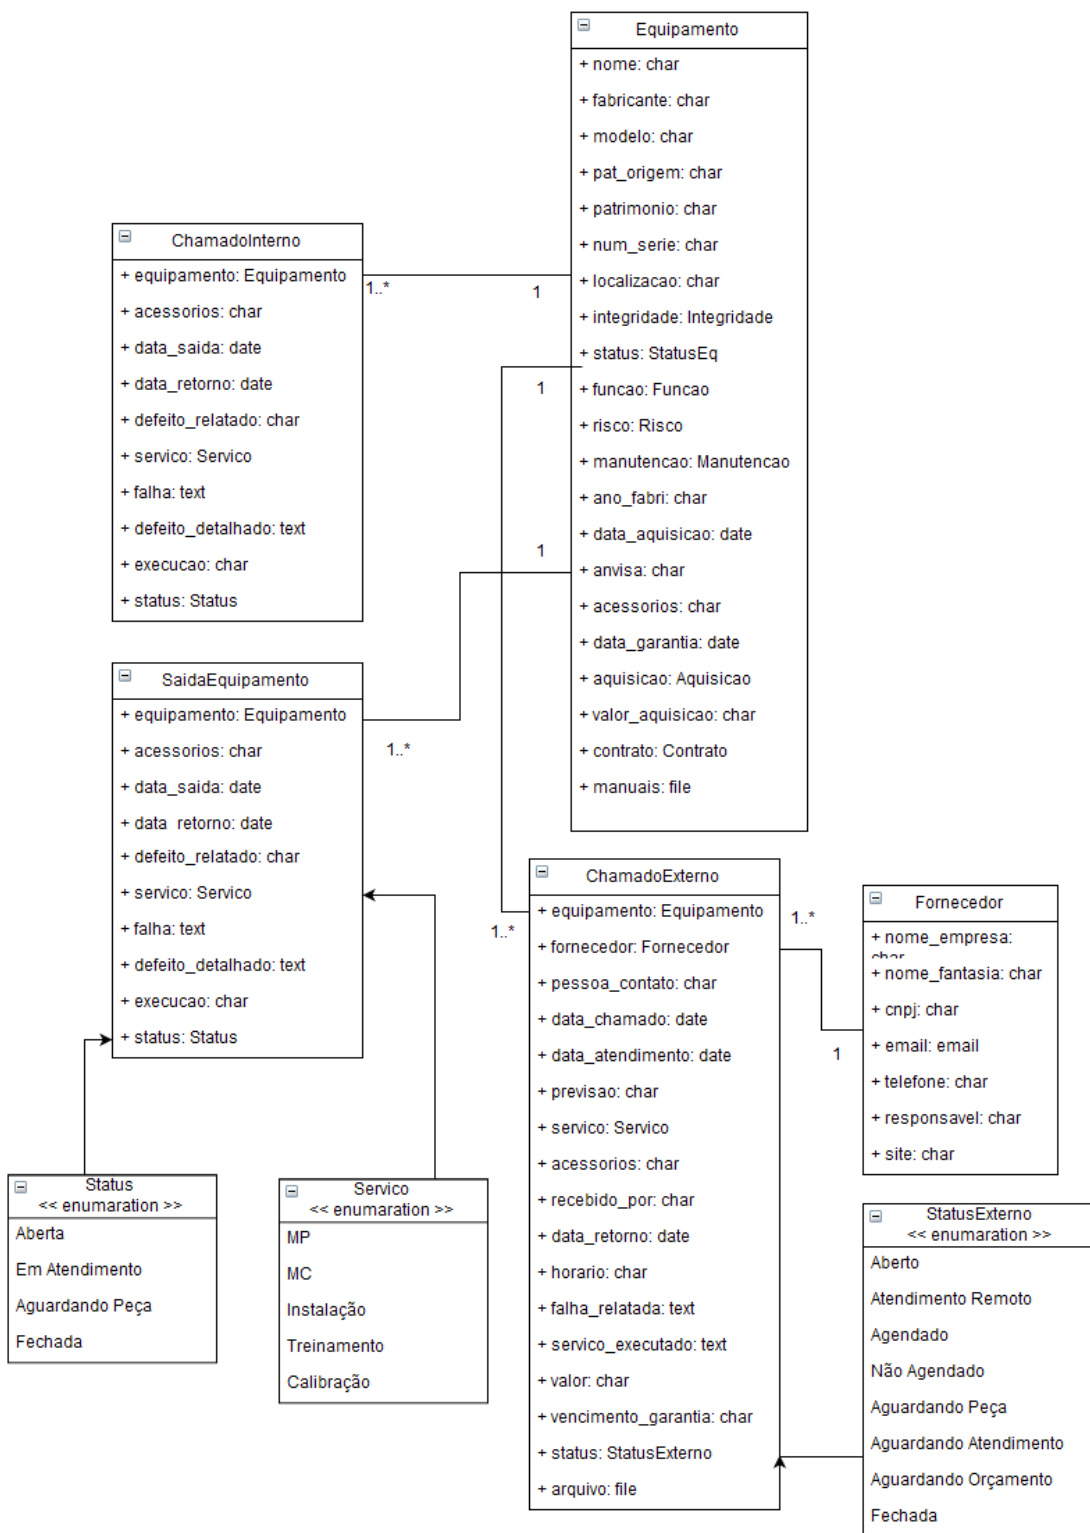 Equipamento
+ nome: char
+ fabricante: char
+ modelo: char
+ pat_origem: char
+ patrimonio: char
+ num_serie: char
+ localizacao: char
+ integridade: Integridade
+ status: StatusEq
+ funcao: Funcao
+ risco: Risco
+ manutencao: Manutencao
+ ano_fabri: char
+ data_aquisicao: date
+ anvisa: char
+ acessorios: char
+ data_garantia: date
+ aquisicao: Aquisicao
+ valor_aquisicao: char
+ contrato: Contrato
+ manuais: file
ChamadoInterno
+ equipamento: Equipamento
+ acessorios: char
+ data_saida: date
+ data_retorno: date
+ defeito_relatado: char
+ servico: Servico
+ falha: text
+ defeito_detalhado: text
+ execucao: char
+ status: Status
1..*
1
1
1
SaidaEquipamento
+ equipamento: Equipamento
+ acessorios: char
+ data_saida: date
+ data retorno: date
+ defeito_relatado: char
+ servico: Servico
+ falha: text
+ defeito_detalhado: text
+ execucao: char
+ status: Status
1..*
ChamadoExterno
+ equipamento: Equipamento
+ fornecedor: Fornecedor
+ pessoa_contato: char
+ data_chamado: date
+ data_atendimento: date
+ previsao: char
+ servico: Servico
+ acessorios: char
+ recebido_por: char
+ data_retorno: date
+ horario: char
+ falha_relatada: text
+ servico_executado: text
+ valor: char
+ vencimento_garantia: char
+ status: StatusExterno
+ arquivo: file
1..*
1..*
1
Fornecedor
+ nome_empresa:
char
+ nome_fantasia: char
+ cnpj: char
+ email: email
+ telefone: char
+ responsavel: char
+ site: char
Status
<< enumaration >>
Aberta
Em Atendimento
Aguardando Peça
Fechada
Servico
<< enumaration >>
MP
MC
Instalação
Treinamento
Calibração
StatusExterno
<< enumaration >>
Aberto
Atendimento Remoto
Agendado
Não Agendado
Aguardando Peça
Aguardando Atendimento
Aguardando Orçamento
Fechada